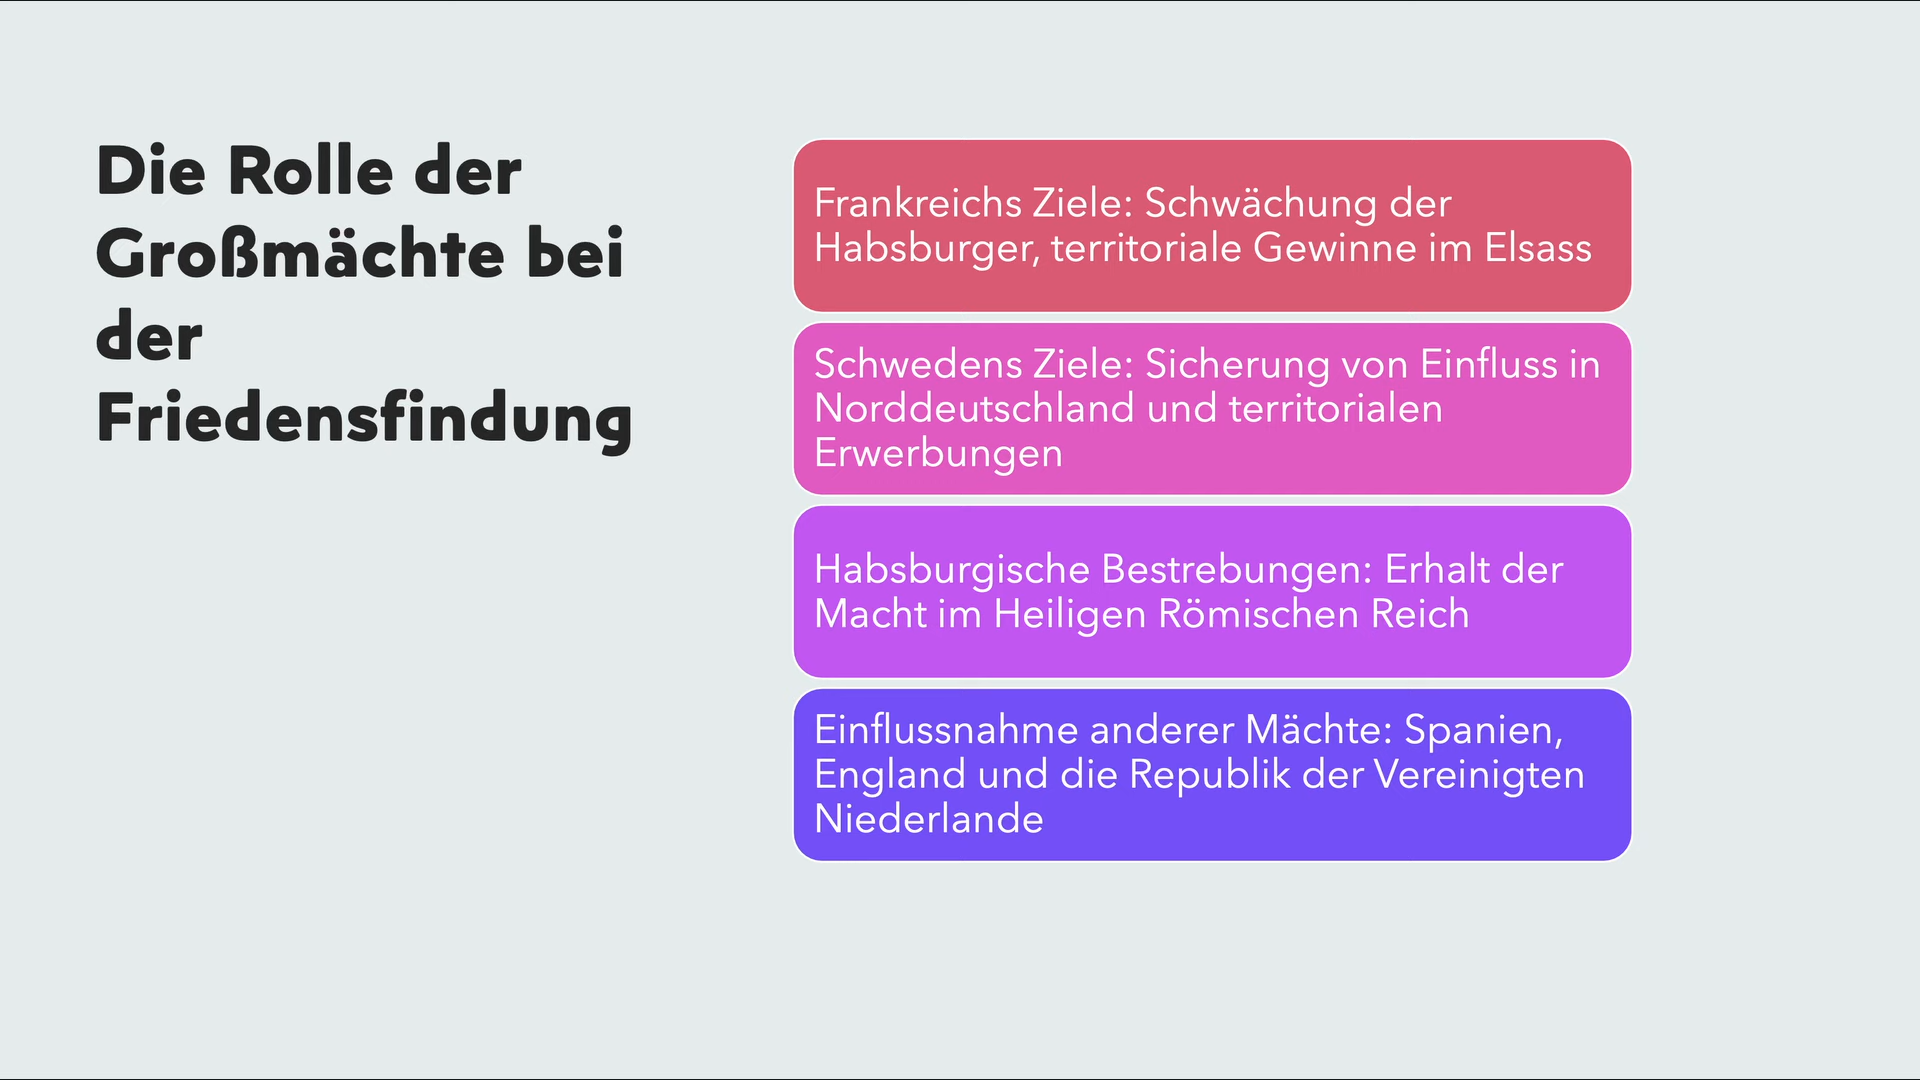 Die Rolle der
Großmächte bei
der
Friedensfindung
Frankreichs Ziele: Schwächung der
Habsburger, territoriale Gewinne im Elsass
Schwedens Ziele: Sicherung von Einfluss in
Norddeutschland und territorialen
Erwerbungen
Habsburgische Bestrebungen: Erhalt der
Macht im Heiligen Römischen Reich
Einflussnahme anderer Mächte: Spanien,
England und die Republik der Vereinigten
Niederlande